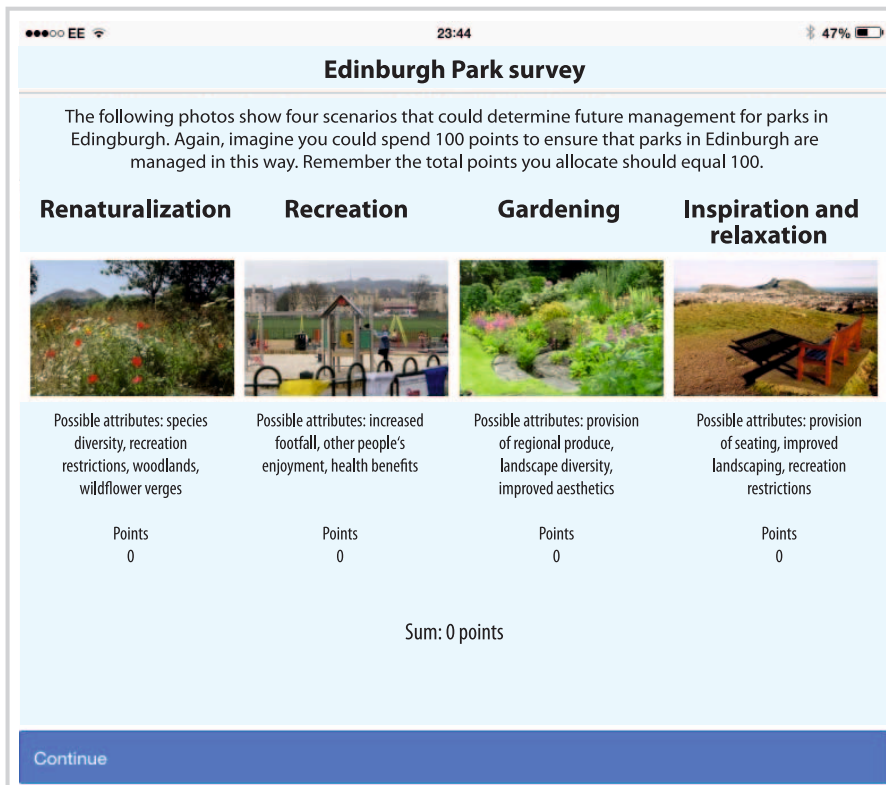 EE 23:44 47%
Edinburgh Park survey
The following photos show four scenarios that could determine future management for parks in
Edingburgh. Again, imagine you could spend 100 points to ensure that parks in Edinburgh are
managed in this way. Remember the total points you allocate should equal 100.
Renaturalization
Recreation
Gardening
Inspiration and
relaxation
Possible attributes: species
diversity, recreation
restrictions, woodlands,
wildflower verges
Points
0
Possible attributes: increased
footfall, other people‘s
enjoyment, health benefits
Points
0
Possible attributes: provision
of regional produce,
landscape diversity,
improved aesthetics
Points
0
Possible attributes: provision
of seating, improved
landscaping, recreation
restrictions
Points
0
Sum: 0 points
Continue